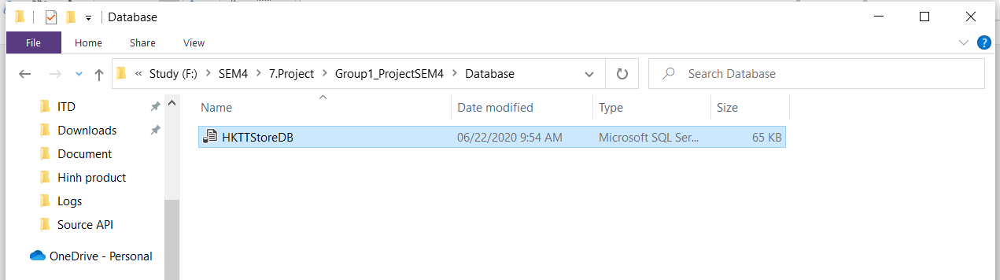 Database
File Home Share View
« Study (F:) > SEM4 > 7.Project > Group1_ProjectSEM4 > Database
Search Database
ITD
Downloads
Document
Hinh product
Logs
Source API
OneDrive - Personal
Name Date modified Type Size
HKTTStoreDB 06/22/2020 9:54 AM Microsoft SQL Ser... 65 KB